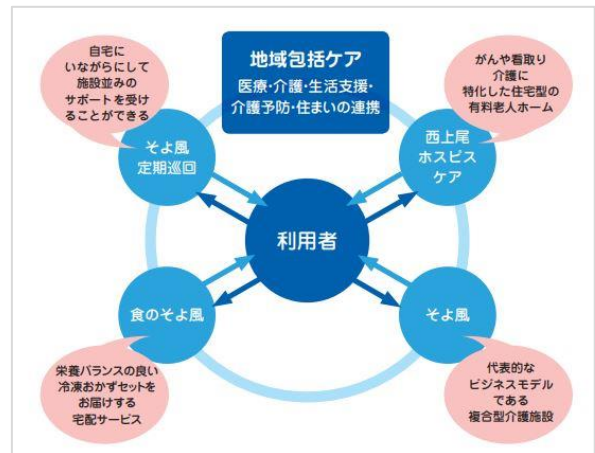 地域包括ケア
医療・介護・生活支援・
介護予防・住まいの連携
自宅に
いながらにして
施設並みの
サポートを受け
ることができる
そよ風
定期巡回
がんや看取り
介護に
特化した住宅型の
有料老人ホーム
西上尾
ホスピス
ケア
利用者
食のそよ風
栄養バランスの良い
冷凍おかずセットを
お届けする
宅配サービス
そよ風
代表的な
ビジネスモデル
である
複合型介護施設